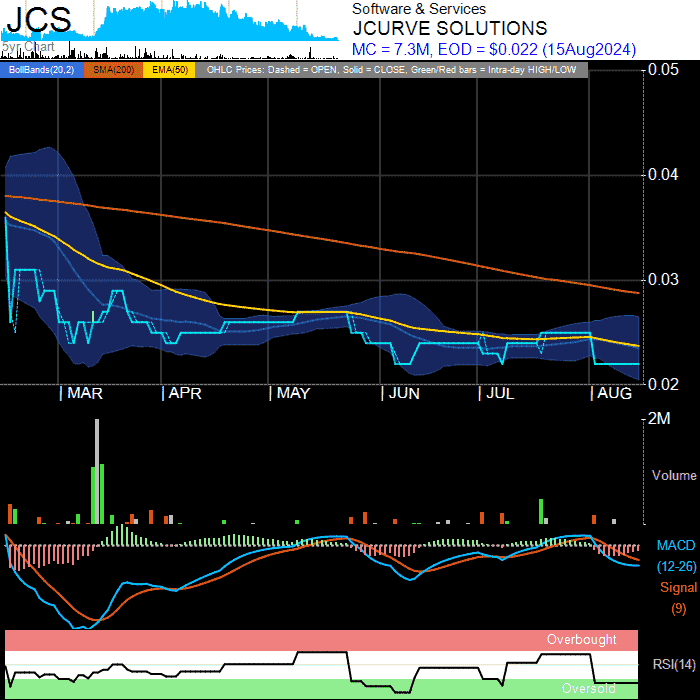 JCS
5yr Chart
Software & Services
JCURVE SOLUTIONS
MC = 7.3M, EOD = $0.022 (15Aug2024)
BollBands(20,2) SMA(200) EMA(50) OHLC Prices: Dashed = OPEN, Solid = CLOSE, Green/Red bars = Intra-day HIGH/LOW
0.05
0.04
0.03
0.02
MAR APR MAY JUN JUL AUG
2M
Volume
MACD
(12-26)
Signal
(9)
Overbought
RSI(14)
Oversold